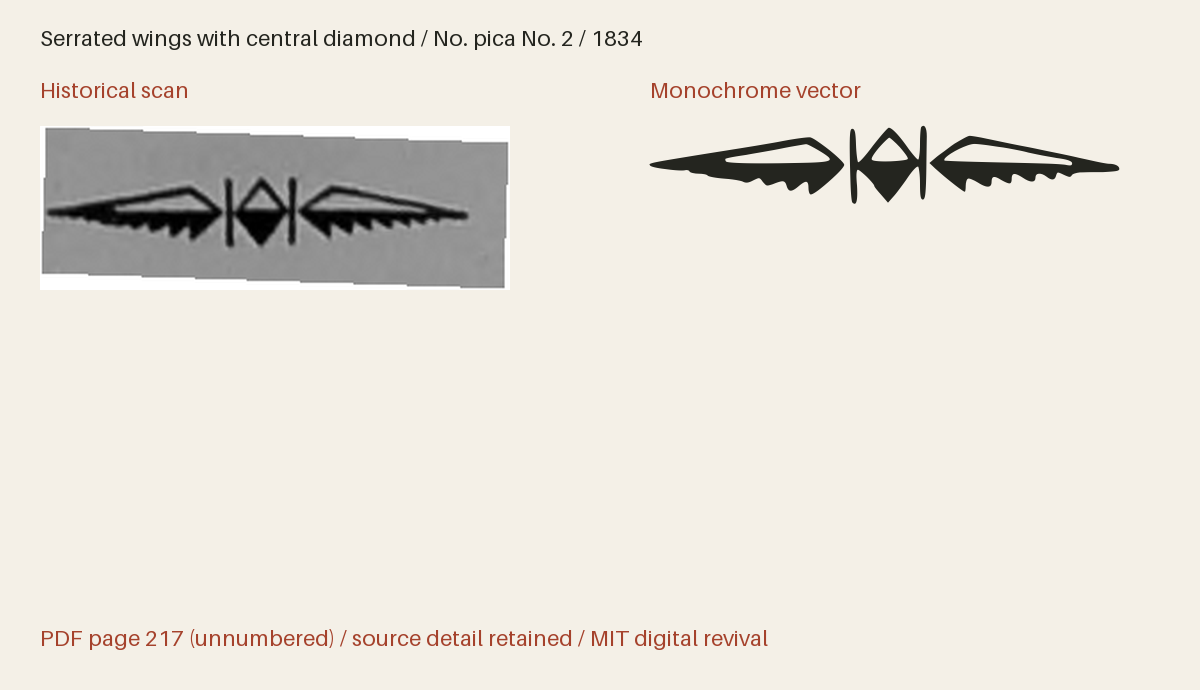 Serrated wings with central diamond / No. pica No. 2 / 1834
Historical scan
Monochrome vector
PDF page 217 (unnumbered) / source detail retained / MIT digital revival